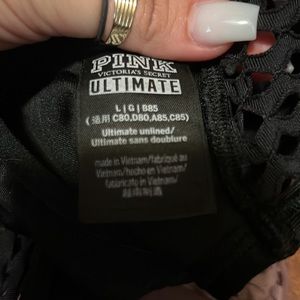 PINK
VICTORIA'S SECRET
ULTIMATE
L | G | B85
(适用 C80,D80,A85,C85)
Ultimate unlined/
Ultimate sans doublure
made in Vietnam/fabriqué au
Vietnam/hecho en Vietnam/
fabricato in Vietnam/
越南制造